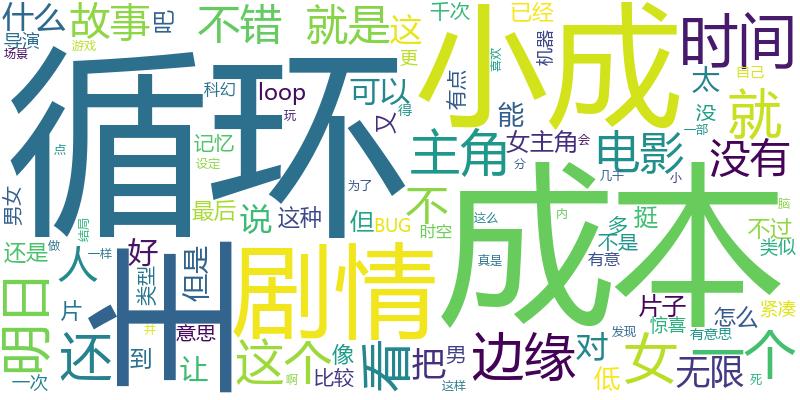 什么
故事
吧
不错
就是
这
千次
已经
导演
游戏
场景
循环
小成
时间
更
喜欢
机器
科幻
loop
玩
可以
又
得
有点
能
太
没
自己
一部
就
点
记忆
设定
主角
女主角
会
电影
没有
男女
最后
说
这种
为了
但
不
BUG
时空
分
几千
小
成本
脑
多
挺
不过
还是
做
结局
一样
人
好
类型
但是
剧情
这么
内
不是
真是
有意
类似
明日
片
片子
怎么
紧凑
惊喜
有意思
发现
还
到
井
意思
让
这个
啊
看
像
比较
把
男
这样
边缘
对
低
女
无限
一个
死
一次